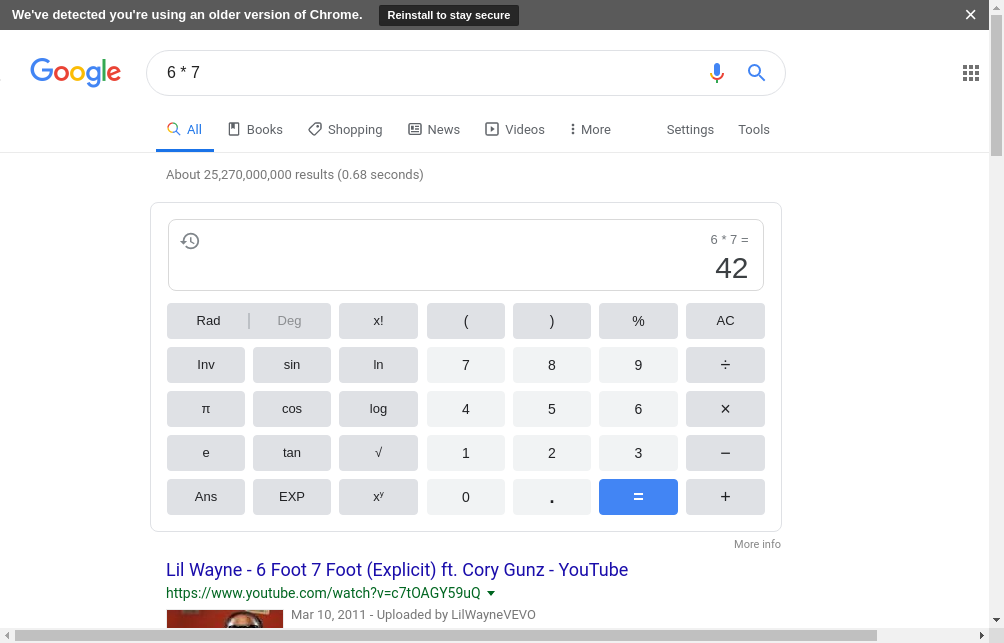 We've detected you're using an older version of Chrome. Reinstall to stay secure
Google 6 * 7
All Books Shopping News Videos More Settings Tools
About 25,270,000,000 results (0.68 seconds)
6 * 7 =
42
Rad Deg x! ( ) % AC
Inv sin ln 7 8 9 ÷
π cos log 4 5 6 ×
e tan √ 1 2 3 −
Ans EXP xʸ 0 . = +
More info
Lil Wayne - 6 Foot 7 Foot (Explicit) ft. Cory Gunz - YouTube
https://www.youtube.com/watch?v=c7tOAGY59uQ
Mar 10, 2011 - Uploaded by LilWayneVEVO